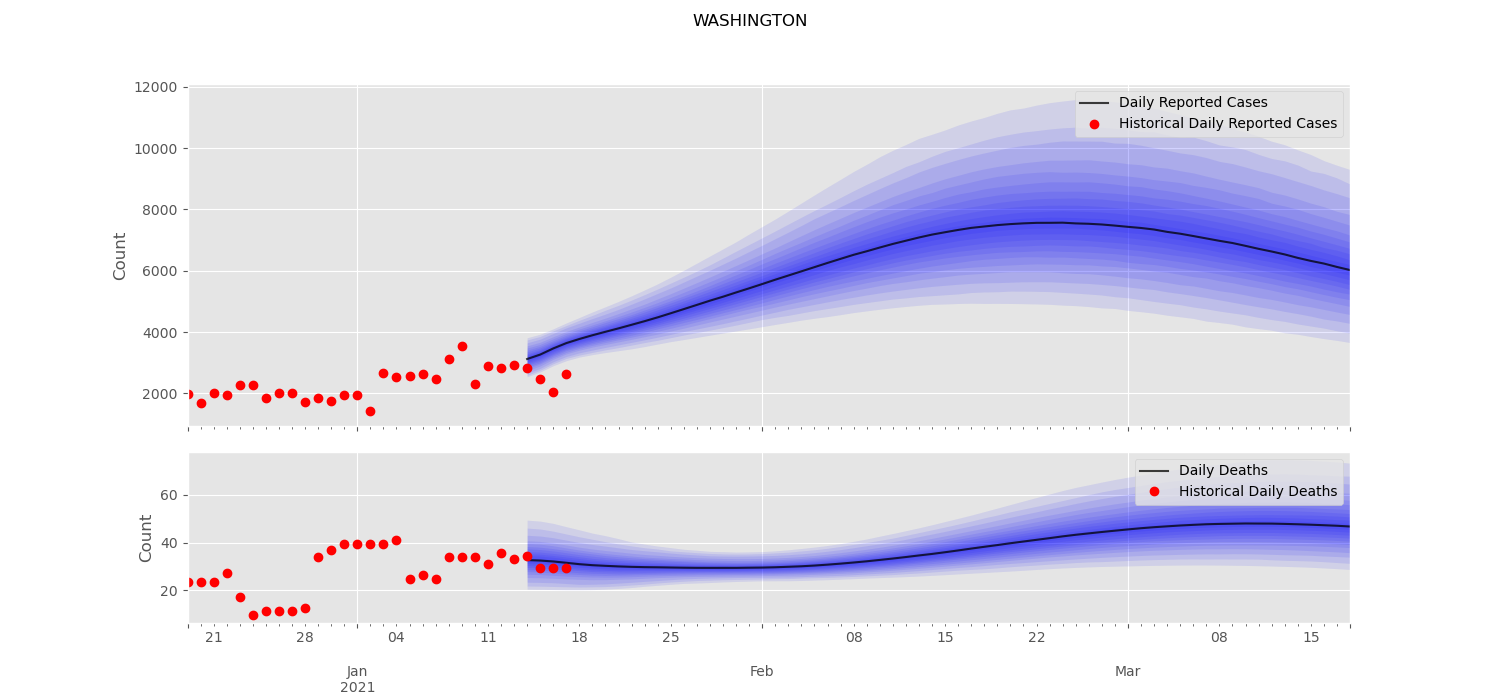 WASHINGTON
12000
10000
8000
6000
4000
2000
Count
Daily Reported Cases
Historical Daily Reported Cases
60
40
20
Count
Daily Deaths
Historical Daily Deaths
21 28 04 11 18 25 08 15 22 08 15
Jan Feb Mar
2021